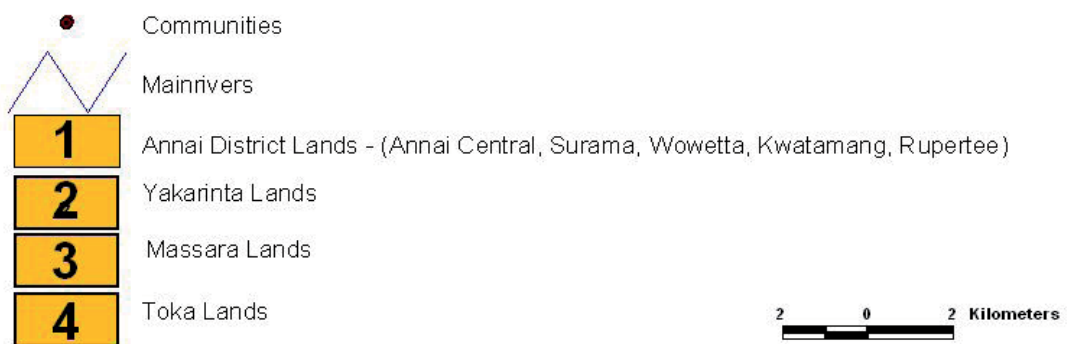 Communities
Mainrivers
1 Annai District Lands - (Annai Central, Surama, Wowetta, Kwatamang, Rupertee)
2 Yakarinta Lands
3 Massara Lands
4 Toka Lands
2 0 2 Kilometers